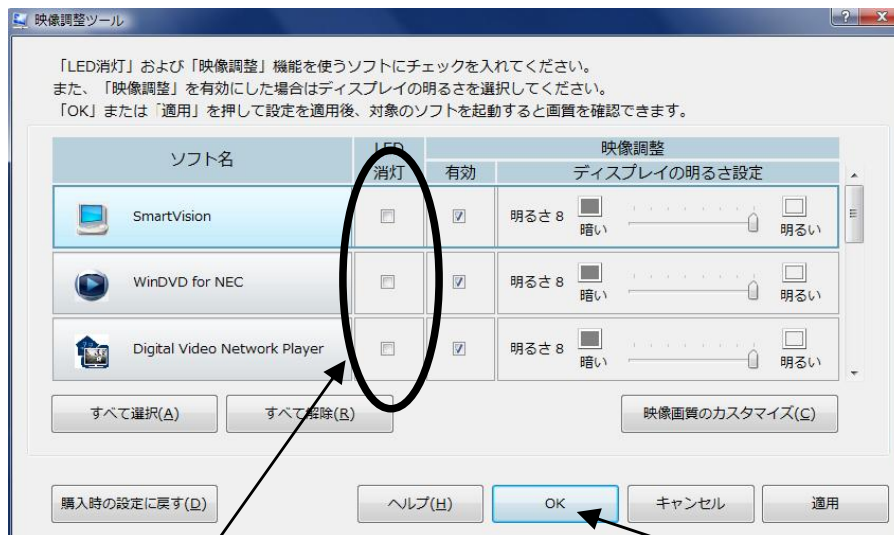 映像調整ツール
「LED消灯」および「映像調整」機能を使うソフトにチェックを入れてください。
また、「映像調整」を有効にした場合はディスプレイの明るさを選択してください。
「OK」または「適用」を押して設定を適用後、対象のソフトを起動すると画質を確認できます。
ソフト名 LED 消灯 映像調整
有効 ディスプレイの明るさ設定
SmartVision 明るさ 8 暗い 明るい
WinDVD for NEC 明るさ 8 暗い 明るい
Digital Video Network Player 明るさ 8 暗い 明るい
すべて選択(A) すべて解除(R) 映像画質のカスタマイズ(C)
購入時の設定に戻す(D) ヘルプ(H) OK キャンセル 適用